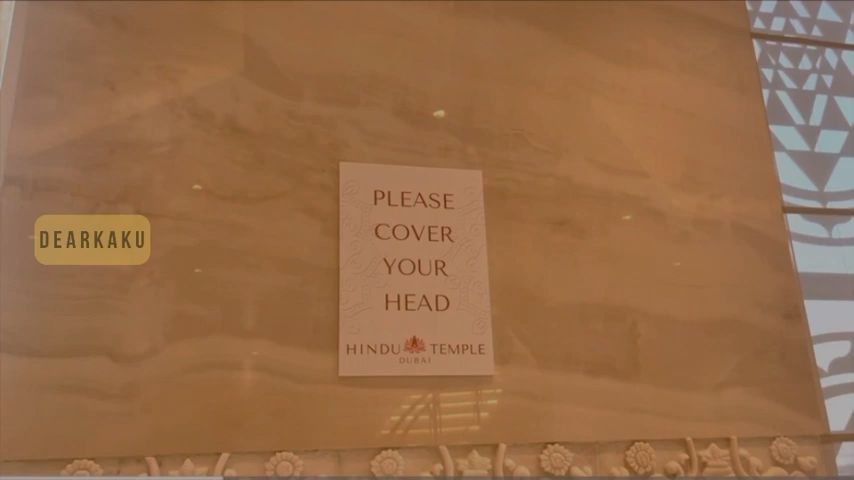 DEARKAKU
PLEASE
COVER
YOUR
HEAD
HINDU TEMPLE
DUBAI